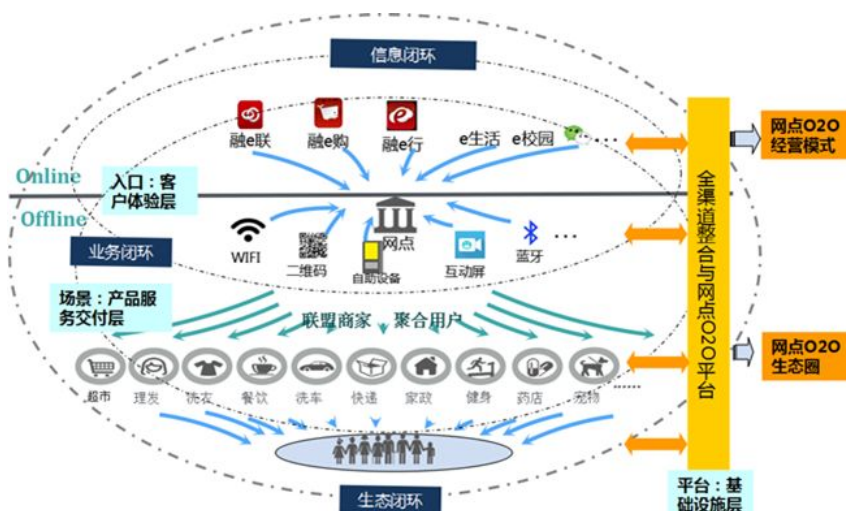 信息闭环
融e联
融e购
融e行
e生活
e校园
...
Online
入口：客
户体验层
Offline
网点
WIFI
二维码
自助设备
互动屏
蓝牙
...
业务闭环
场景：产品服
务交付层
联盟商家
聚合用户
超市
理发
洗衣
餐饮
洗车
快递
家政
健身
药店
宠物
......
生态闭环
全渠道整合与网点O2O平台
网点O2O
经营模式
网点O2O
生态圈
平台：基
础设施层